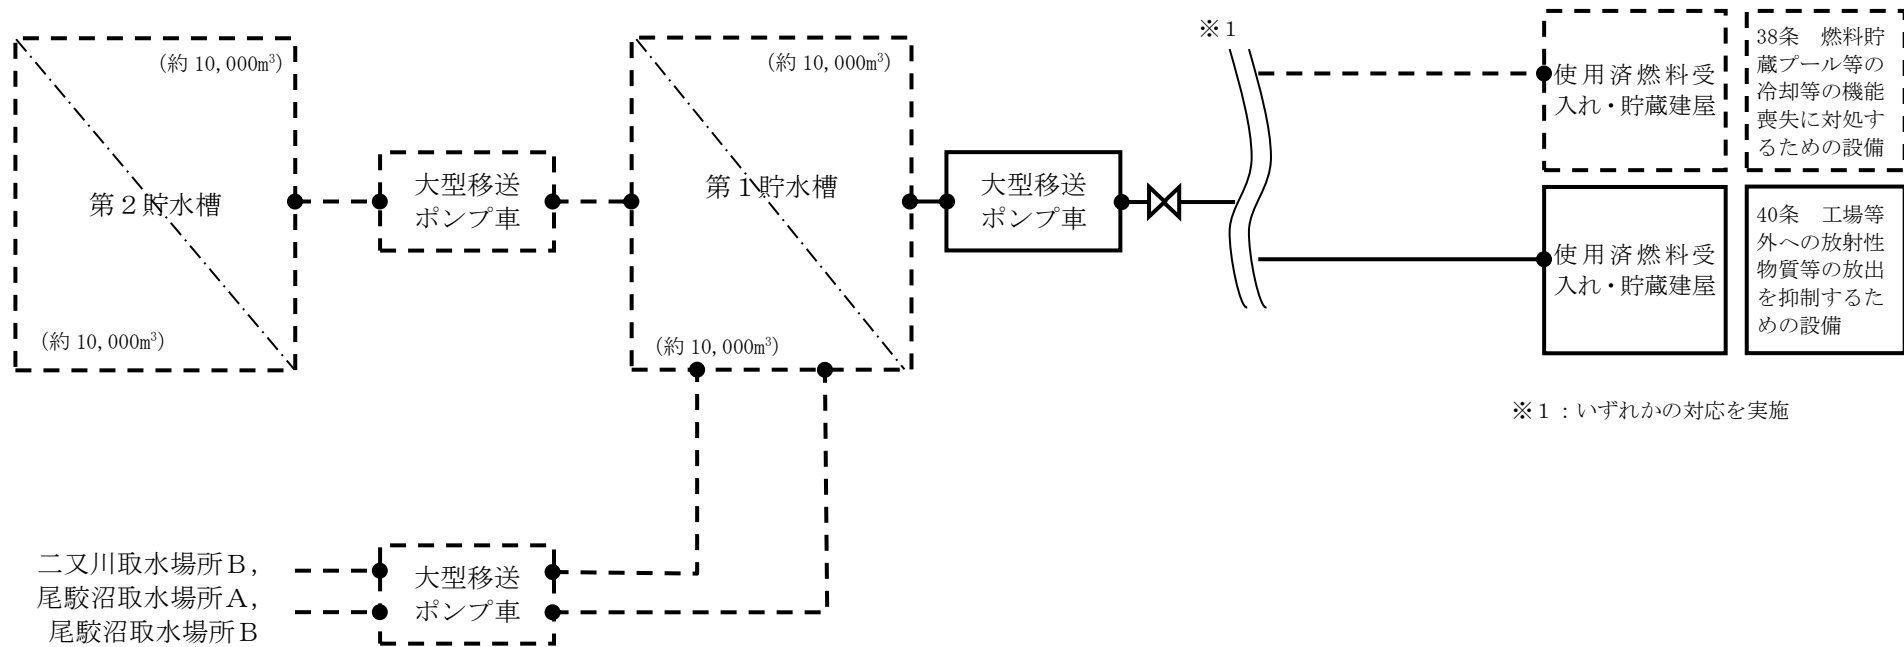 (約 10,000m³)
第２貯水槽
(約 10,000m³)
大型移送
ポンプ車
(約 10,000m³)
第１貯水槽
(約 10,000m³)
大型移送
ポンプ車
※１
使用済燃料受
入れ・貯蔵建屋
38条　燃料貯
蔵プール等の
冷却等の機能
喪失に対処す
るための設備
使用済燃料受
入れ・貯蔵建屋
40条　工場等
外への放射性
物質等の放出
を抑制するた
めの設備
※１：いずれかの対応を実施
二又川取水場所Ｂ，
尾駮沼取水場所Ａ，
尾駮沼取水場所Ｂ
大型移送
ポンプ車